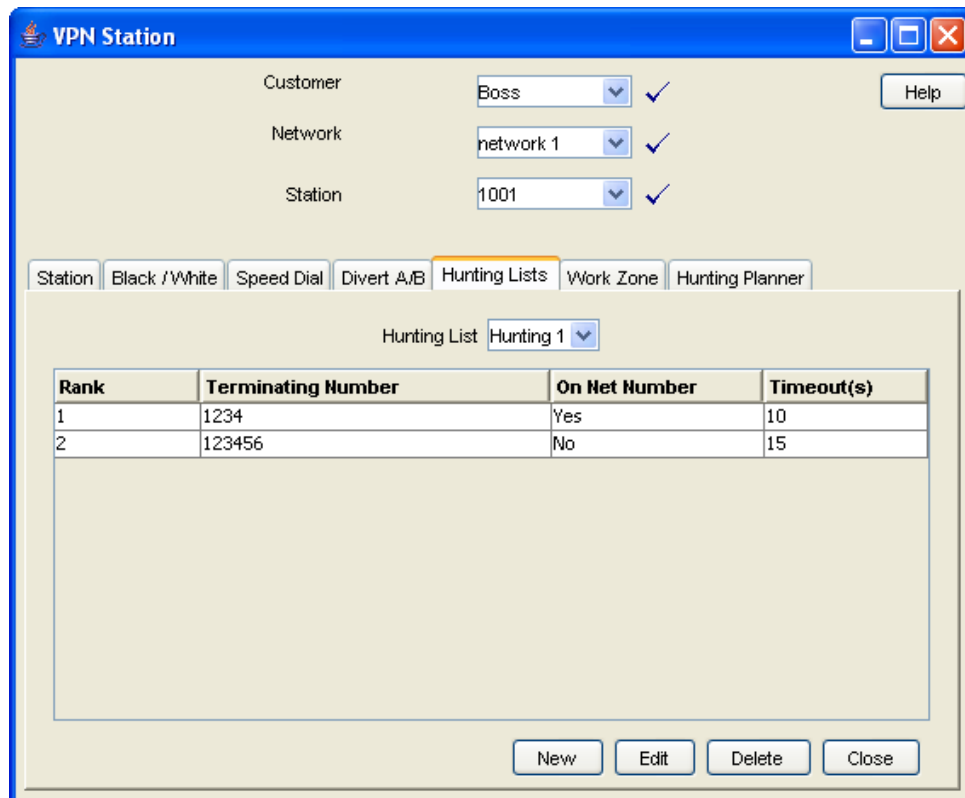 VPN Station
Customer Boss Help
Network network 1
Station 1001
Station Black / White Speed Dial Divert A/B Hunting Lists Work Zone Hunting Planner
Hunting List Hunting 1
Rank Terminating Number On Net Number Timeout(s)
1 1234 Yes 10
2 123456 No 15
New Edit Delete Close